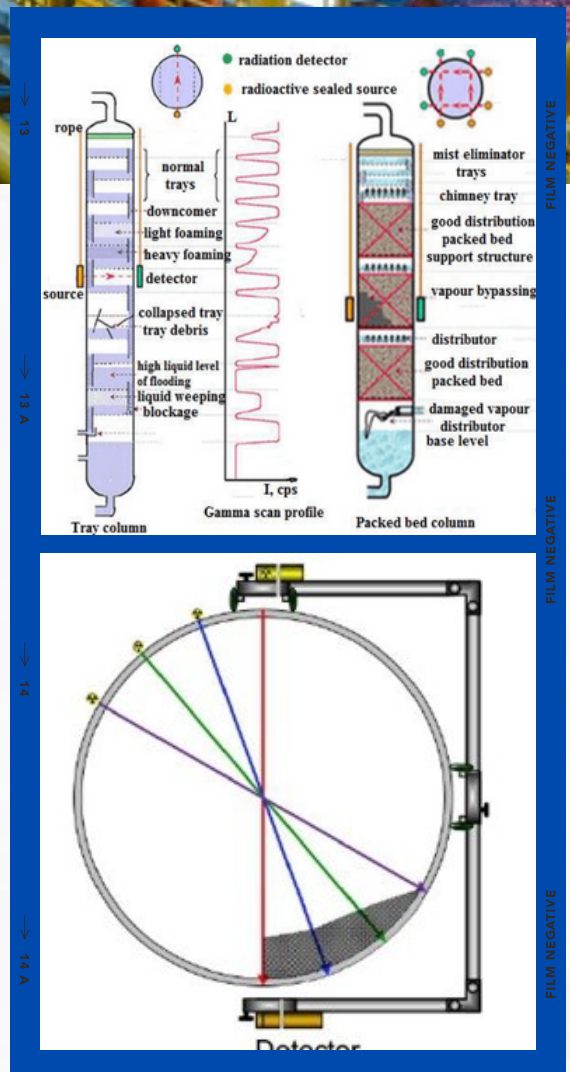 radiation detector
radioactive sealed source
L
rope
normal
trays
downcomer
light foaming
heavy foaming
detector
source
collapsed tray
tray debris
high liquid level
of flooding
liquid weeping
blockage
I, cps
Tray column
Gamma scan profile
mist eliminator
trays
chimney tray
good distribution
packed bed
support structure
vapour bypassing
distributor
good distribution
packed bed
damaged vapour
distributor
base level
Packed bed column
Detector
13
13 A
14
14 A
FILM NEGATIVE
FILM NEGATIVE
FILM NEGATIVE